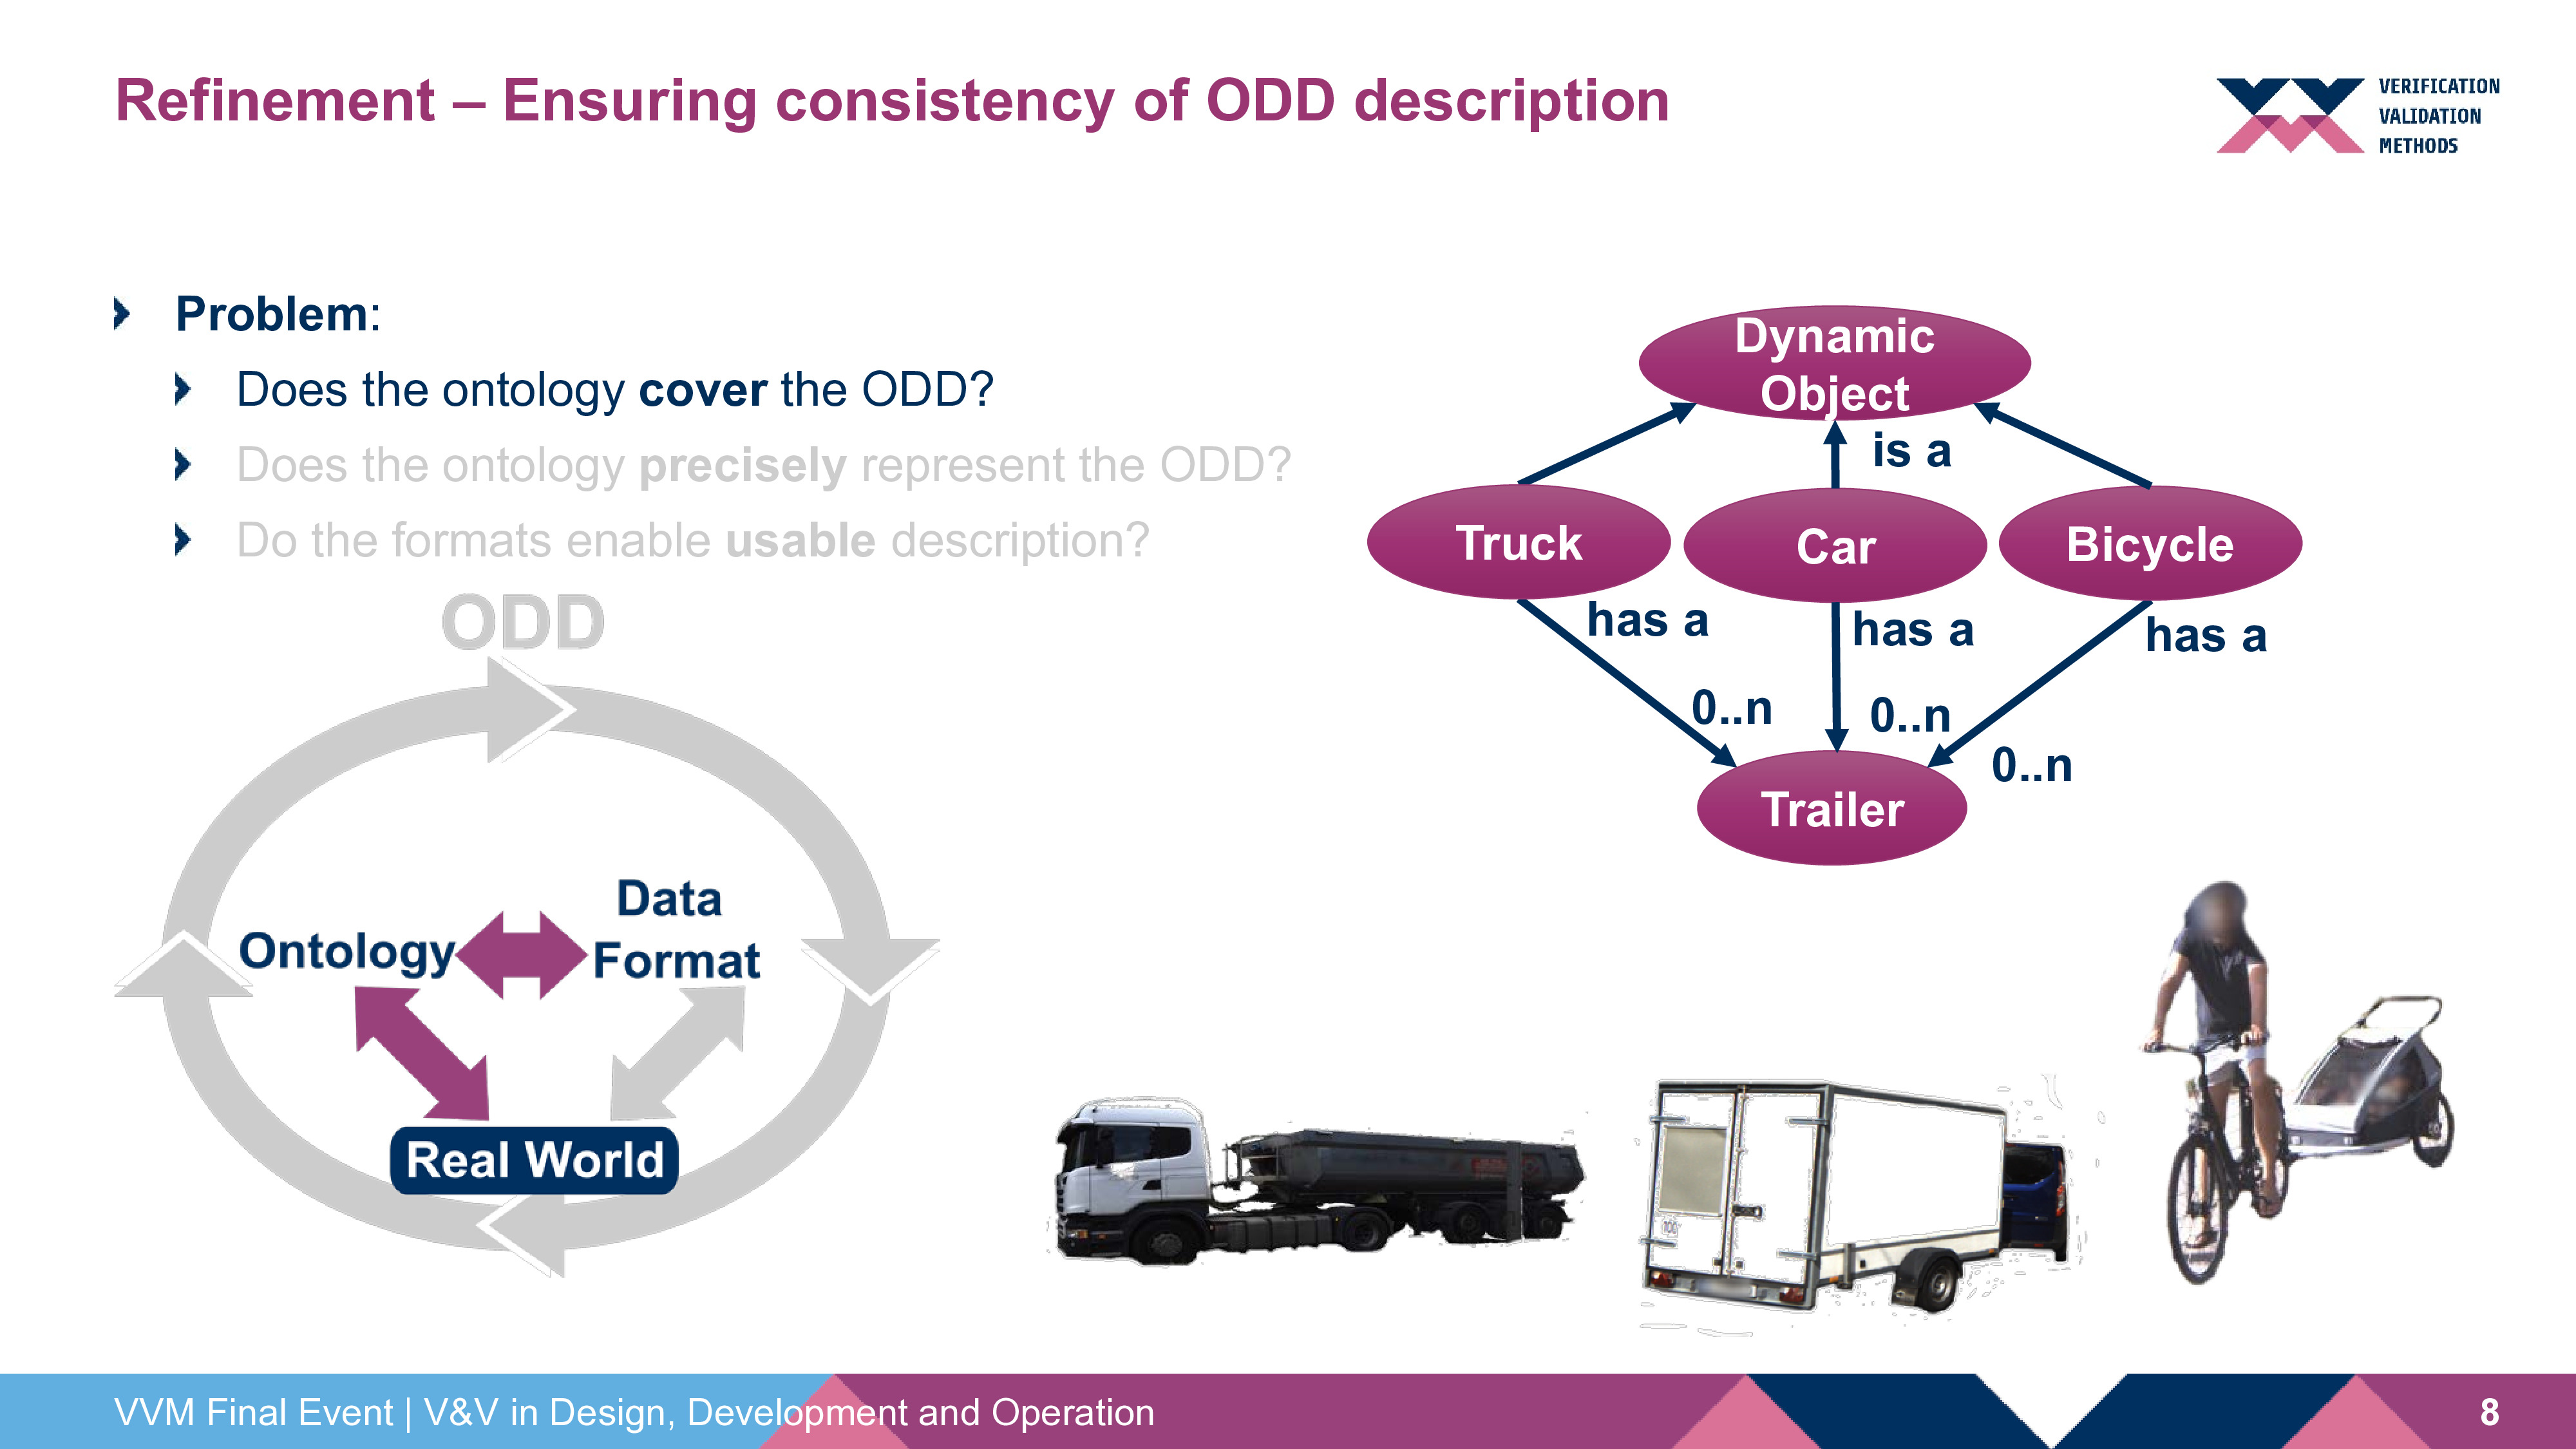 Refinement – Ensuring consistency of ODD description
VERIFICATION
VALIDATION
METHODS
Problem:
Does the ontology cover the ODD?
Does the ontology precisely represent the ODD?
Do the formats enable usable description?
ODD
Ontology
Data
Format
Real World
Dynamic
Object
is a
Truck
Car
Bicycle
has a
has a
has a
0..n
0..n
0..n
Trailer
100
VVM Final Event | V&V in Design, Development and Operation
8